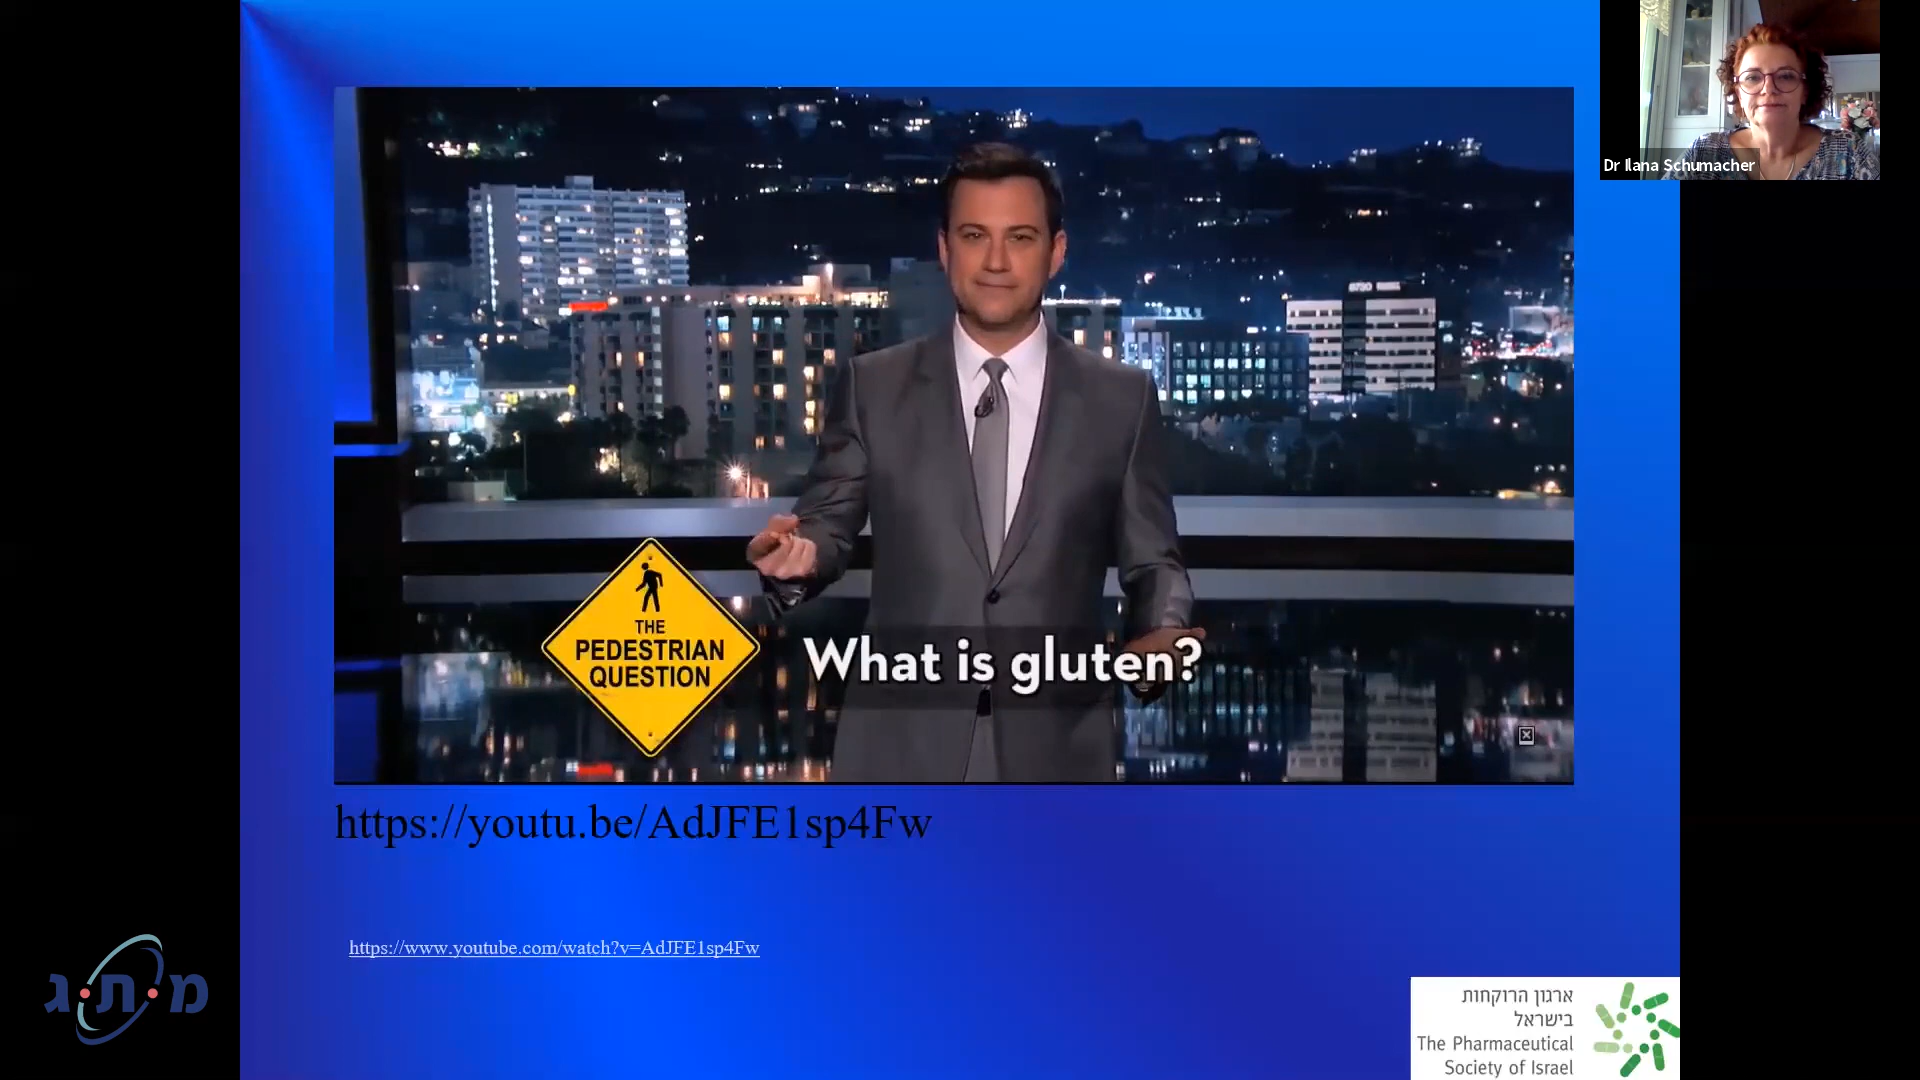 Dr Ilana Schumacher
THE
PEDESTRIAN
QUESTION
What is gluten?
https://youtu.be/AdJFE1sp4Fw
https://www.youtube.com/watch?v=AdJFE1sp4Fw
מ.ת.ג
ארגון הרוקחות
בישראל
The Pharmaceutical
Society of Israel